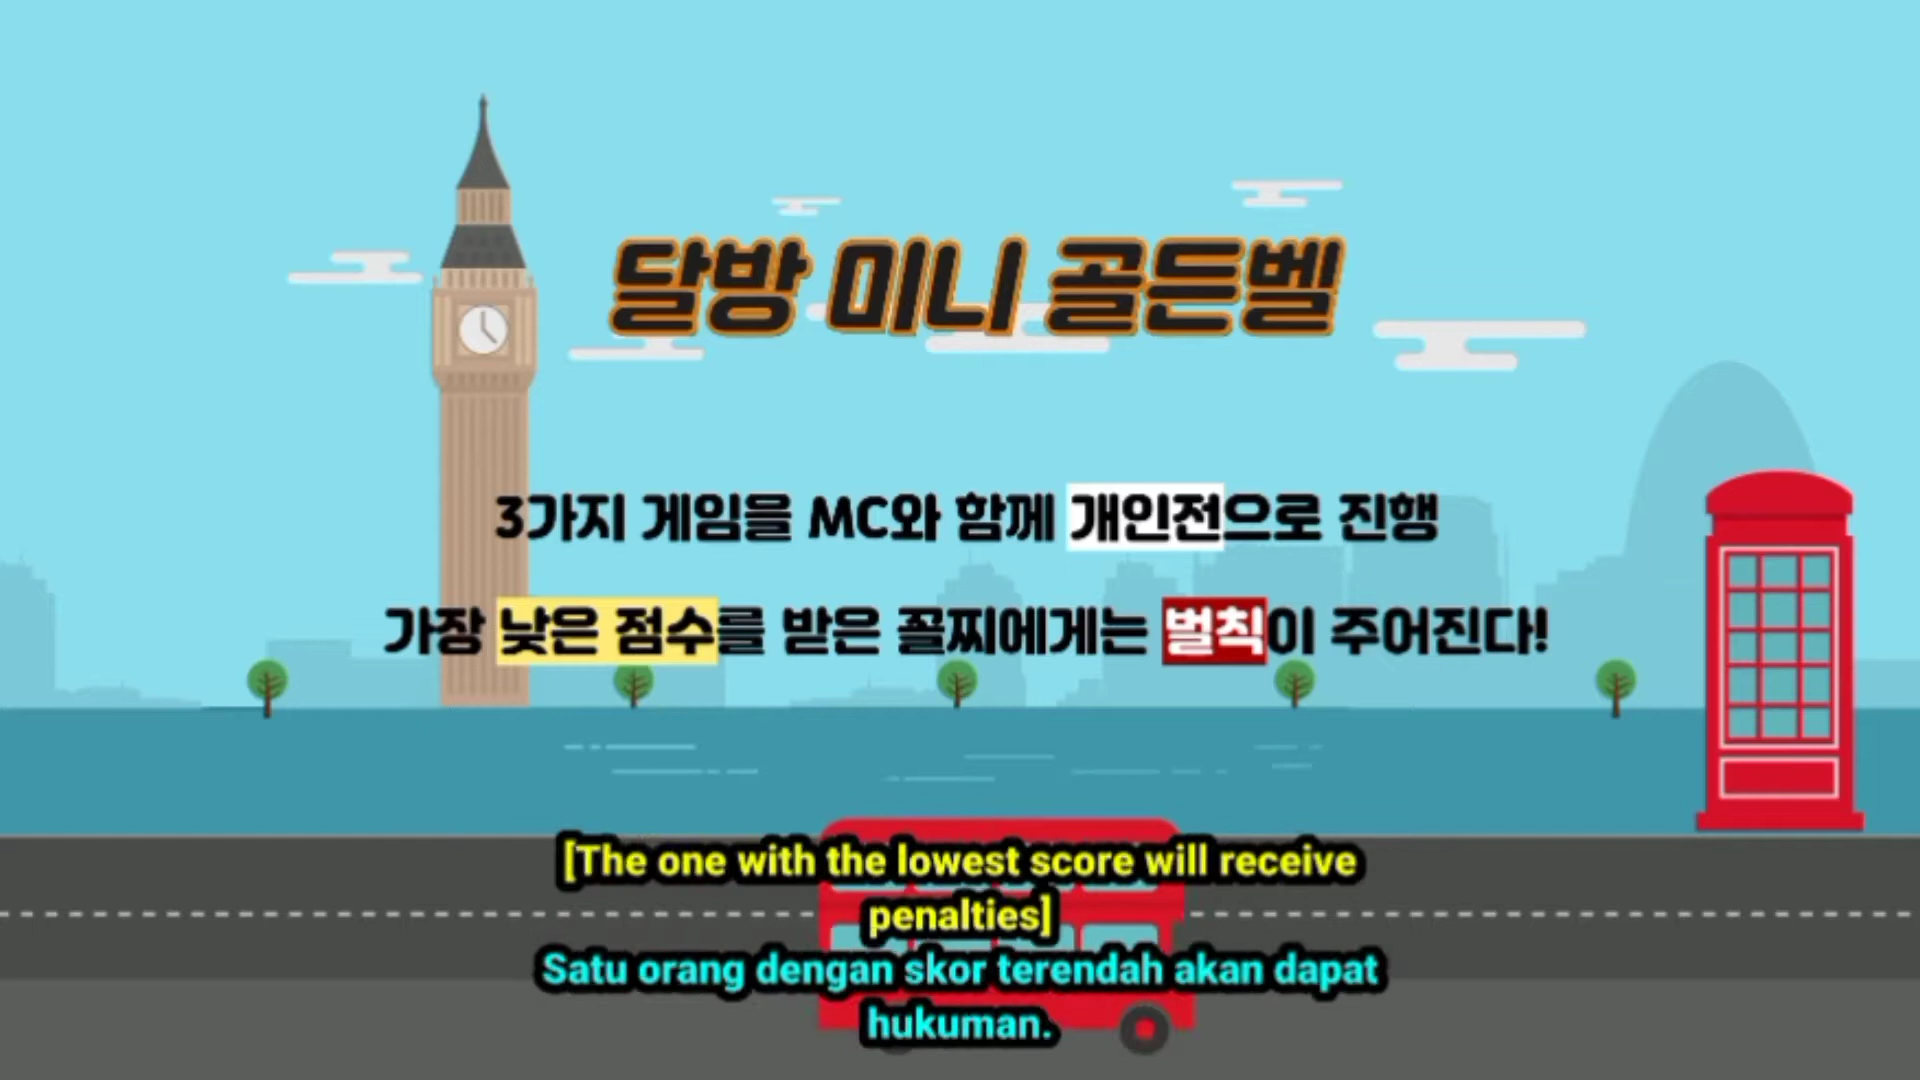 달방 미니 골든벨
3가지 게임을 MC와 함께 개인전으로 진행
가장 낮은 점수를 받은 꼴찌에게는 벌칙이 주어진다!
[The one with the lowest score will receive
penalties]
Satu orang dengan skor terendah akan dapat
hukuman.